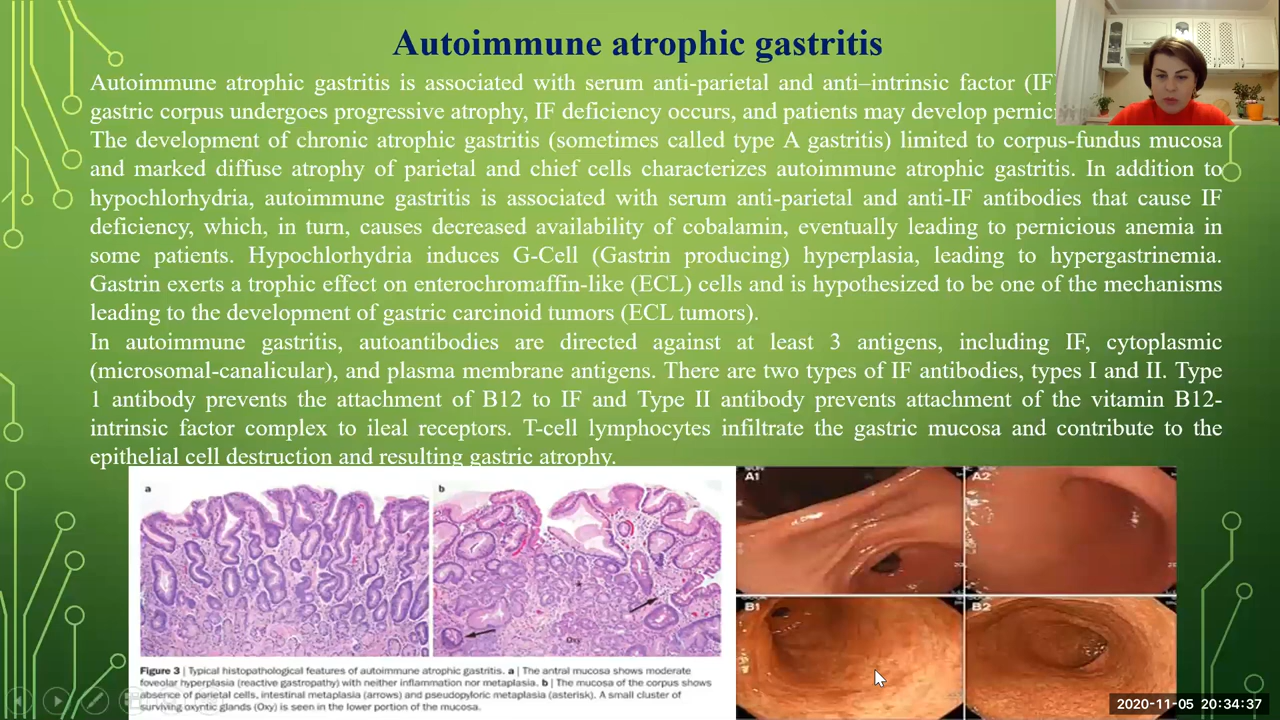 Autoimmune atrophic gastritis
Autoimmune atrophic gastritis is associated with serum anti-parietal and anti–intrinsic factor (IF)
gastric corpus undergoes progressive atrophy, IF deficiency occurs, and patients may develop
The development of chronic atrophic gastritis (sometimes called type A gastritis) limited to corpus-fundus mucosa
and marked diffuse atrophy of parietal and chief cells characterizes autoimmune atrophic gastritis. In addition to
hypochlorhydria, autoimmune gastritis is associated with serum anti-parietal and anti-IF antibodies that cause IF
deficiency, which, in turn, causes decreased availability of cobalamin, eventually leading to pernicious anemia in
some patients. Hypochlorhydria induces G-Cell (Gastrin producing) hyperplasia, leading to hypergastrinemia.
Gastrin exerts a trophic effect on enterochromaffin-like (ECL) cells and is hypothesized to be one of the mechanisms
leading to the development of gastric carcinoid tumors (ECL tumors).
In autoimmune gastritis, autoantibodies are directed against at least 3 antigens, including IF, cytoplasmic
(microsomal-canalicular), and plasma membrane antigens. There are two types of IF antibodies, types I and II. Type
1 antibody prevents the attachment of B12 to IF and Type II antibody prevents attachment of the vitamin B12-
intrinsic factor complex to ileal receptors. T-cell lymphocytes infiltrate the gastric mucosa and contribute to the
epithelial cell destruction and resulting gastric atrophy.
a
b
Oxy
Figure 3 | Typical histopathological features of autoimmune atrophic gastritis. a | The antral mucosa shows moderate
foveolar hyperplasia (reactive gastropathy) with neither inflammation nor metaplasia. b | The mucosa of the corpus shows
absence of parietal cells, intestinal metaplasia (arrows) and pseudopyloric metaplasia (asterisk). A small cluster of
surviving oxyntic glands (Oxy) is seen in the lower portion of the mucosa.
A1
A2
B1
B2
2020-11-05 20:34:37